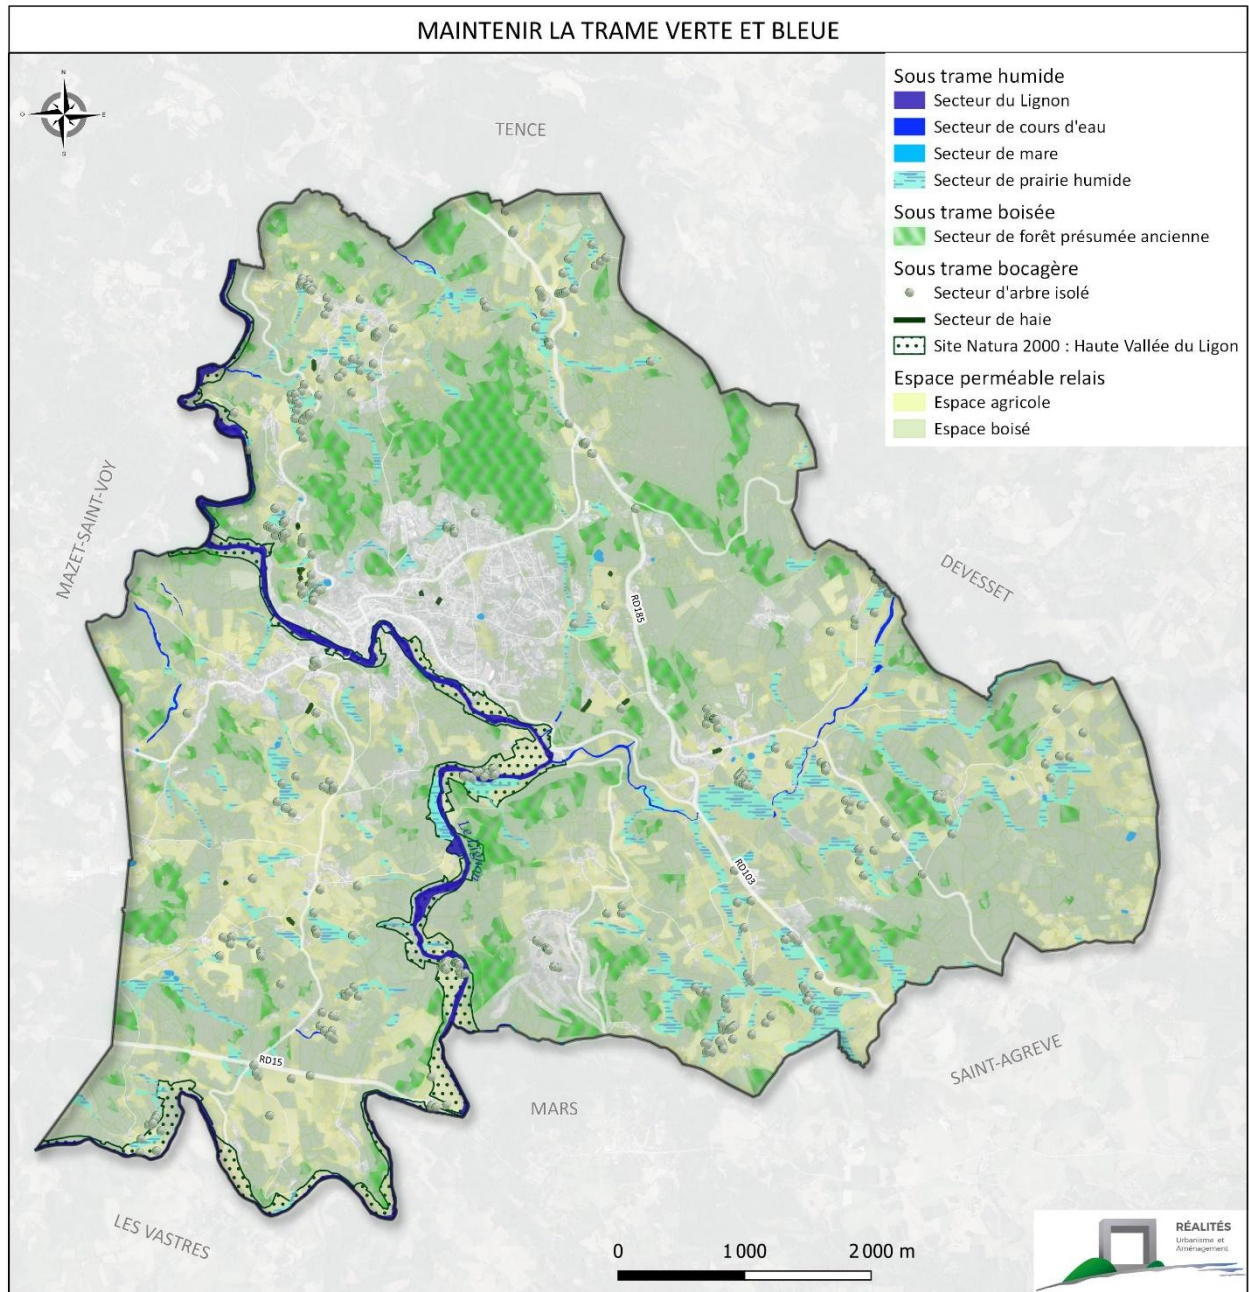 MAINTENIR LA TRAME VERTE ET BLEUE
N
O
E
S
TENCE
Sous trame humide
Secteur du Lignon
Secteur de cours d'eau
Secteur de mare
Secteur de prairie humide
Sous trame boisée
Secteur de forêt présumée ancienne
Sous trame bocagère
Secteur d'arbre isolé
Secteur de haie
Site Natura 2000 : Haute Vallée du Ligon
Espace perméable relais
Espace agricole
Espace boisé
MAZET-SAINT-VOY
DEVESSET
RD185
Le Lignon
RD103
RD15
SAINT-AGREVE
MARS
LES VASTRES
0 1 000 2 000 m
RÉALITÉS
Urbanisme et
Aménagement